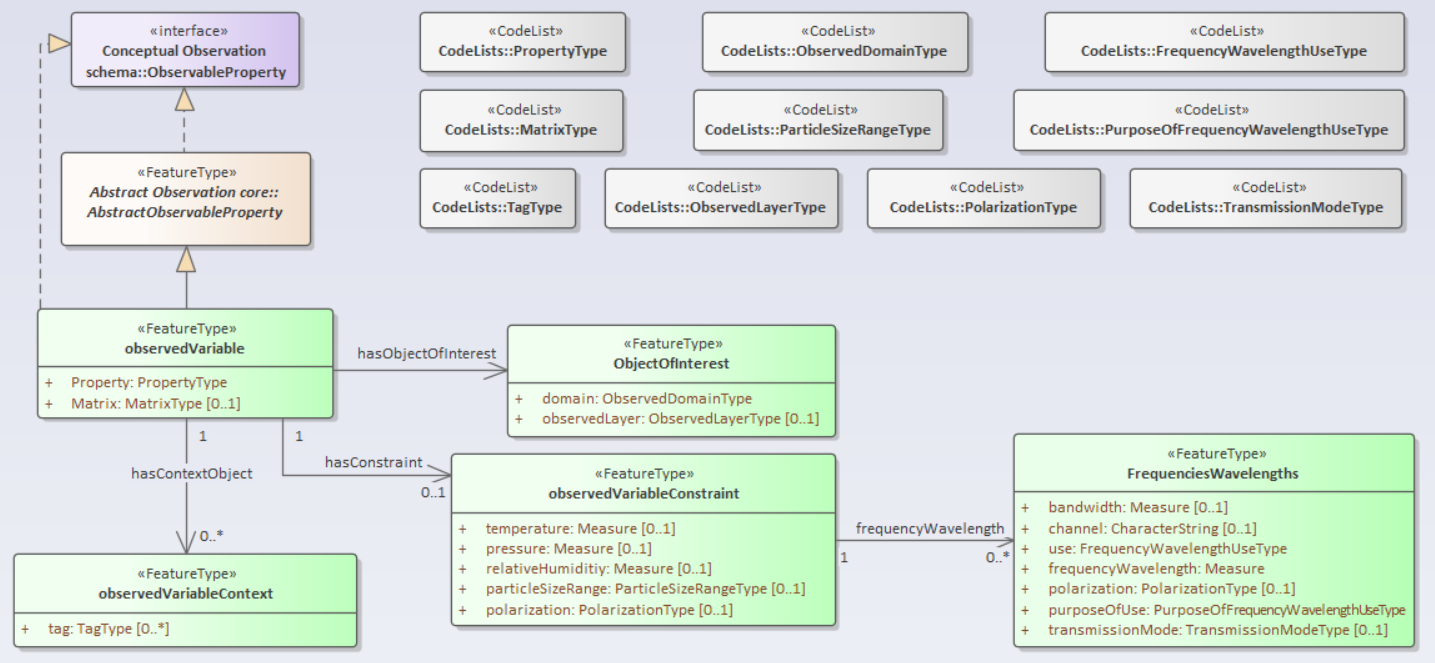 «interface»
Conceptual Observation
schema::ObservableProperty
«CodeList»
CodeLists::PropertyType
«CodeList»
CodeLists::ObservedDomainType
«CodeList»
CodeLists::FrequencyWavelengthUseType
«CodeList»
CodeLists::MatrixType
«CodeList»
CodeLists::ParticleSizeRangeType
«CodeList»
CodeLists::PurposeOfFrequencyWavelengthUseType
«CodeList»
CodeLists::TagType
«CodeList»
CodeLists::ObservedLayerType
«CodeList»
CodeLists::PolarizationType
«CodeList»
CodeLists::TransmissionModeType
«FeatureType»
Abstract Observation core::
AbstractObservableProperty
«FeatureType»
observedVariable
+ Property: PropertyType
+ Matrix: MatrixType [0..1]
hasObjectOfInterest
«FeatureType»
ObjectOfInterest
+ domain: ObservedDomainType
+ observedLayer: ObservedLayerType [0..1]
1
1
hasContextObject
0..*
hasConstraint
0..1
«FeatureType»
observedVariableConstraint
+ temperature: Measure [0..1]
+ pressure: Measure [0..1]
+ relativeHumiditiy: Measure [0..1]
+ particleSizeRange: ParticleSizeRangeType [0..1]
+ polarization: PolarizationType [0..1]
frequencyWavelength
1
0..*
«FeatureType»
FrequenciesWavelengths
+ bandwidth: Measure [0..1]
+ channel: CharacterString [0..1]
+ use: FrequencyWavelengthUseType
+ frequencyWavelength: Measure
+ polarization: PolarizationType [0..1]
+ purposeOfUse: PurposeOfFrequencyWavelengthUseType
+ transmissionMode: TransmissionModeType [0..1]
«FeatureType»
observedVariableContext
+ tag: TagType [0..*]